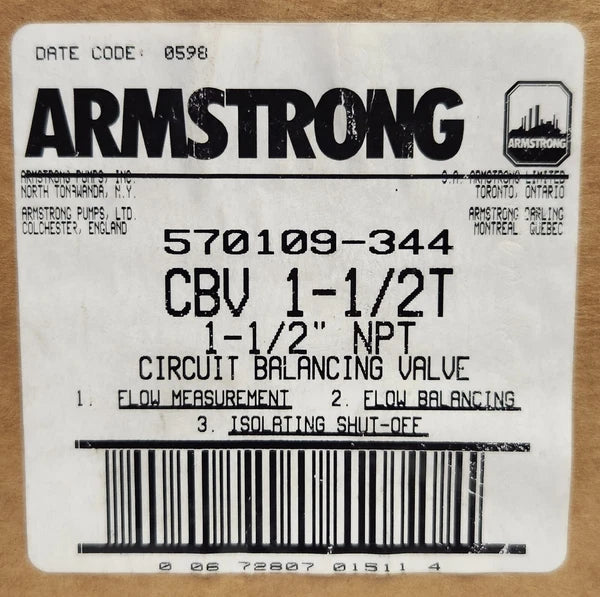 DATE CODE: 0598
ARMSTRONG
ARMSTRONG
ARMSTRONG PUMPS, INC.
NORTH TONAWANDA, N.Y.
S.A. ARMSTRONG LIMITED
TORONTO, ONTARIO
ARMSTRONG PUMPS, LTD.
COLCHESTER, ENGLAND
ARMSTRONG DARLING
MONTREAL, QUEBEC
570109-344
CBV 1-1/2T
1-1/2" NPT
CIRCUIT BALANCING VALVE
1. FLOW MEASUREMENT 2. FLOW BALANCING
3. ISOLATING SHUT-OFF
0 06 72807 01511 4